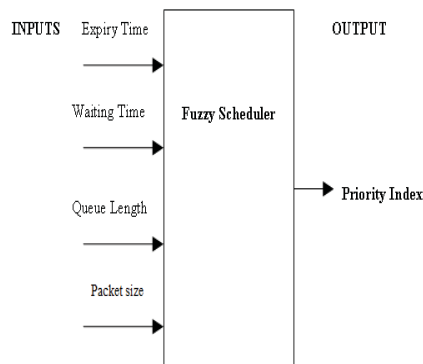 INPUTS
Expiry Time
OUTPUT
Waiting Time
Fuzzy Scheduler
Priority Index
Queue Length
Packet size